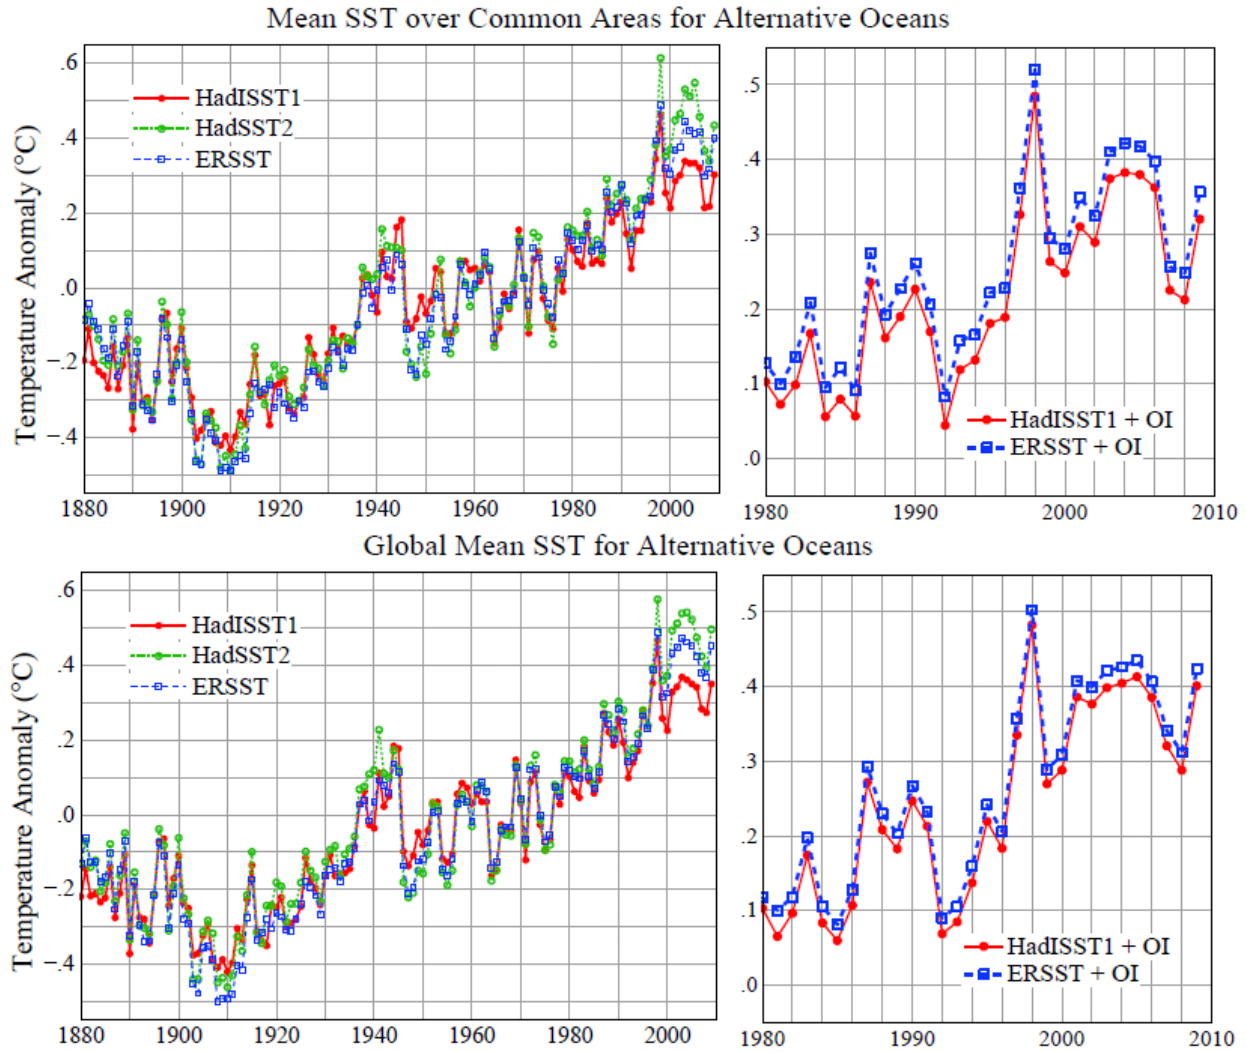 Mean SST over Common Areas for Alternative Oceans
Temperature Anomaly (°C)
.6
.4
.2
.0
−.2
−.4
HadISST1
HadSST2
ERSST
1880 1900 1920 1940 1960 1980 2000
.5
.4
.3
.2
.1
.0
HadISST1 + OI
ERSST + OI
1980 1990 2000 2010
Global Mean SST for Alternative Oceans
Temperature Anomaly (°C)
.6
.4
.2
.0
−.2
−.4
HadISST1
HadSST2
ERSST
1880 1900 1920 1940 1960 1980 2000
.5
.4
.3
.2
.1
.0
HadISST1 + OI
ERSST + OI
1980 1990 2000 2010